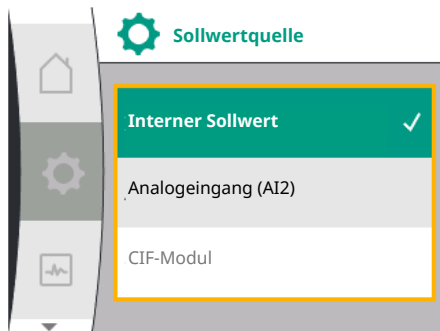 Sollwertquelle
Interner Sollwert
Analogeingang (AI2)
CIF-Modul